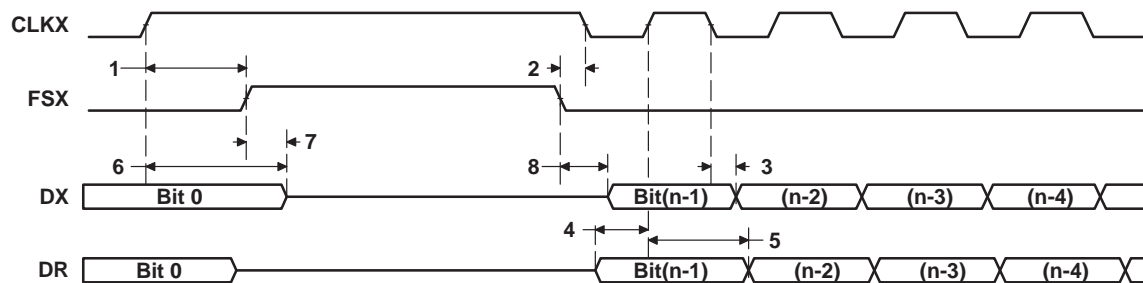 CLKX
1
2
FSX
7
6
8
3
DX
Bit 0
Bit(n-1)
(n-2)
(n-3)
(n-4)
4
5
DR
Bit 0
Bit(n-1)
(n-2)
(n-3)
(n-4)